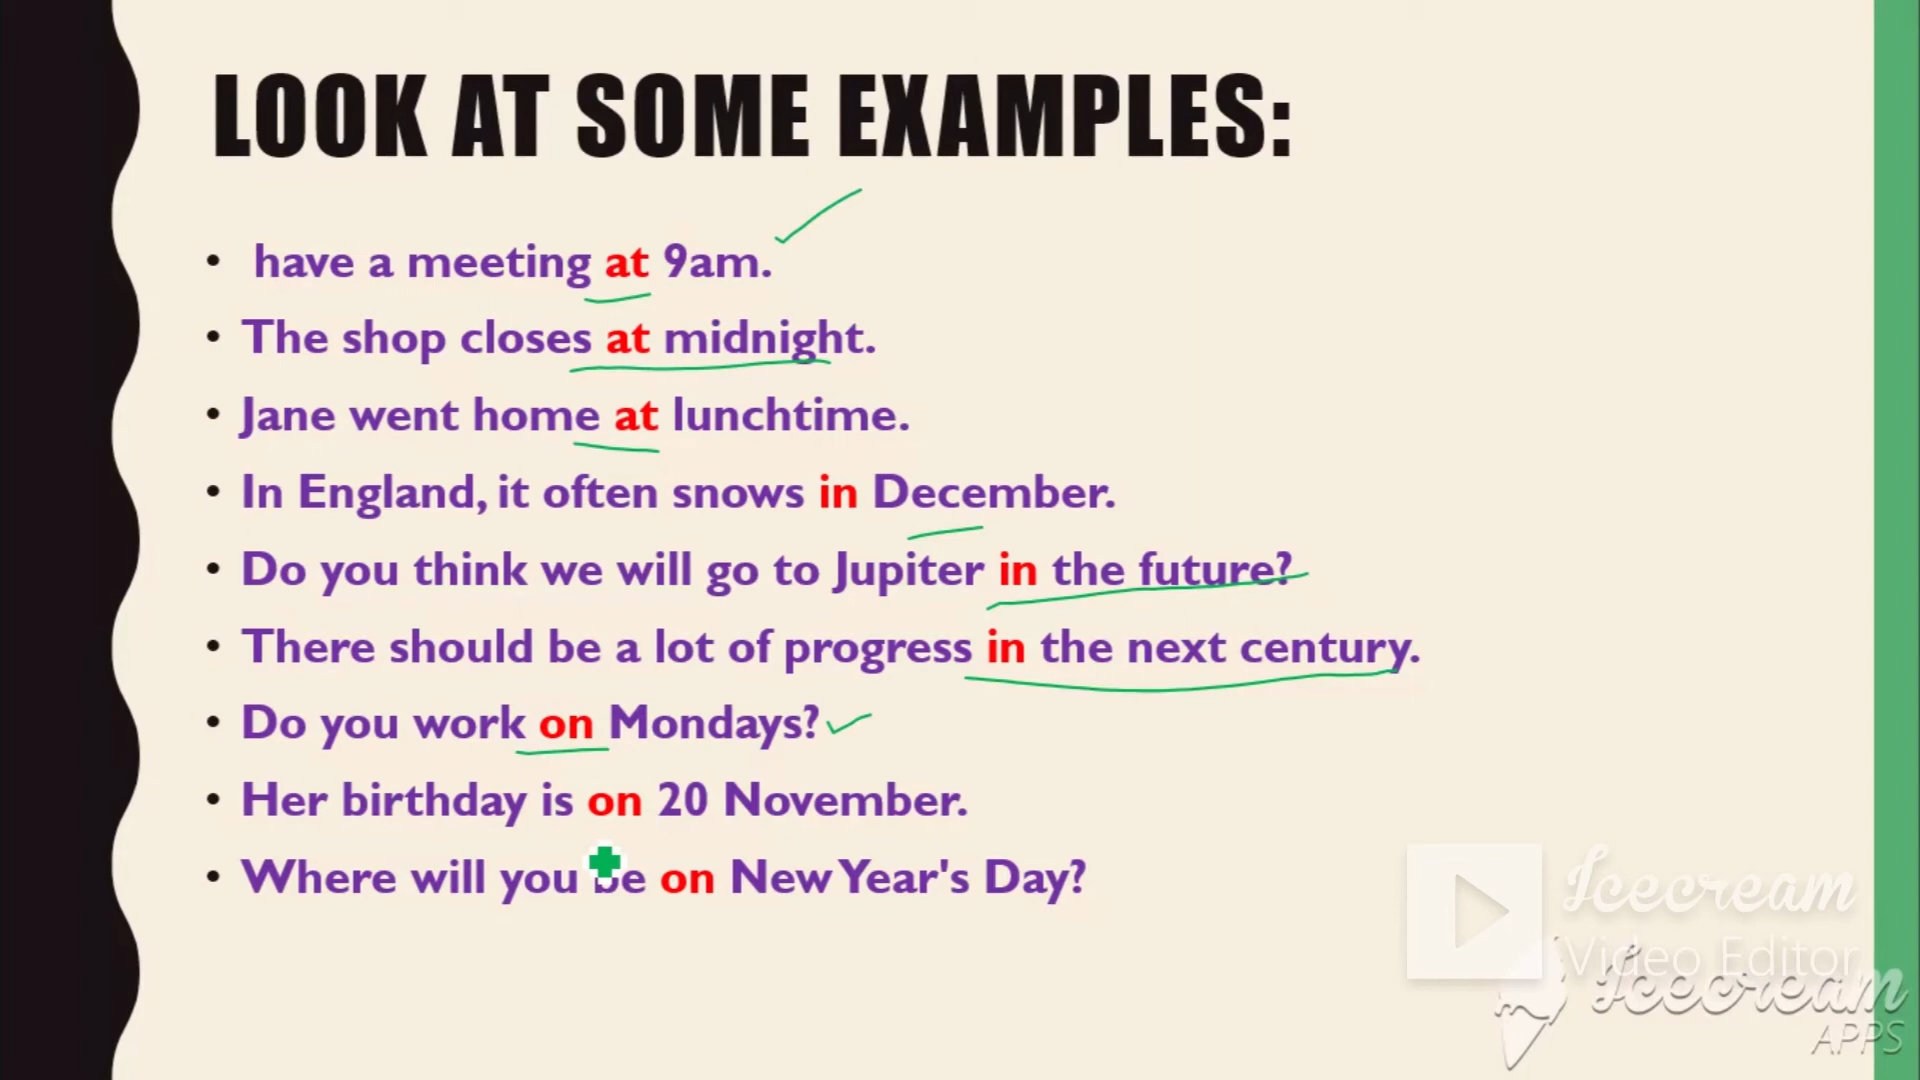 LOOK AT SOME EXAMPLES:
• have a meeting at 9am.
• The shop closes at midnight.
• Jane went home at lunchtime.
• In England, it often snows in December.
• Do you think we will go to Jupiter in the future?
• There should be a lot of progress in the next century.
• Do you work on Mondays?
• Her birthday is on 20 November.
• Where will you be on New Year's Day?
Icecream
Video Editor
Icecream
APPS